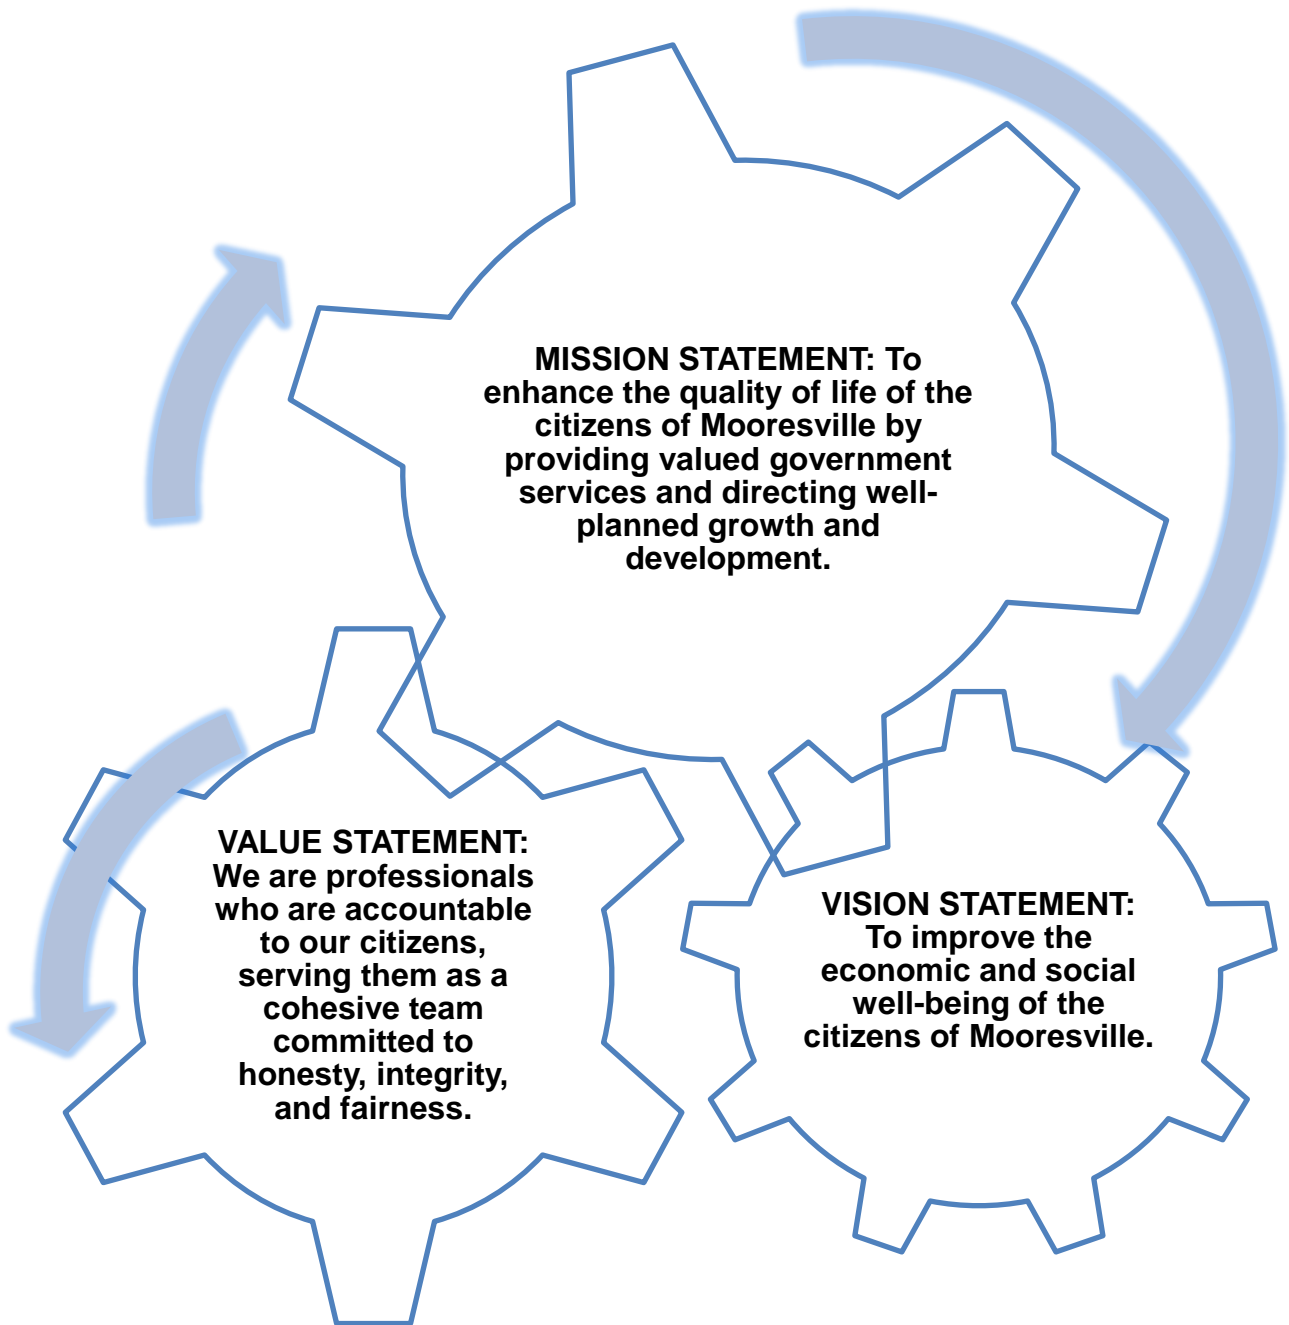 MISSION STATEMENT: To
enhance the quality of life of the
citizens of Mooresville by
providing valued government
services and directing well-
planned growth and
development.
VALUE STATEMENT:
We are professionals
who are accountable
to our citizens,
serving them as a
cohesive team
committed to
honesty, integrity,
and fairness.
VISION STATEMENT:
To improve the
economic and social
well-being of the
citizens of Mooresville.